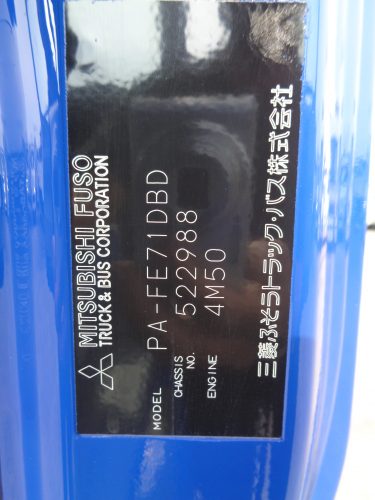 MITSUBISHI FUSO
TRUCK & BUS CORPORATION
MODEL PA-FE71DBD
CHASSIS NO. 522988
ENGINE 4M50
三菱ふそうトラック・バス株式会社